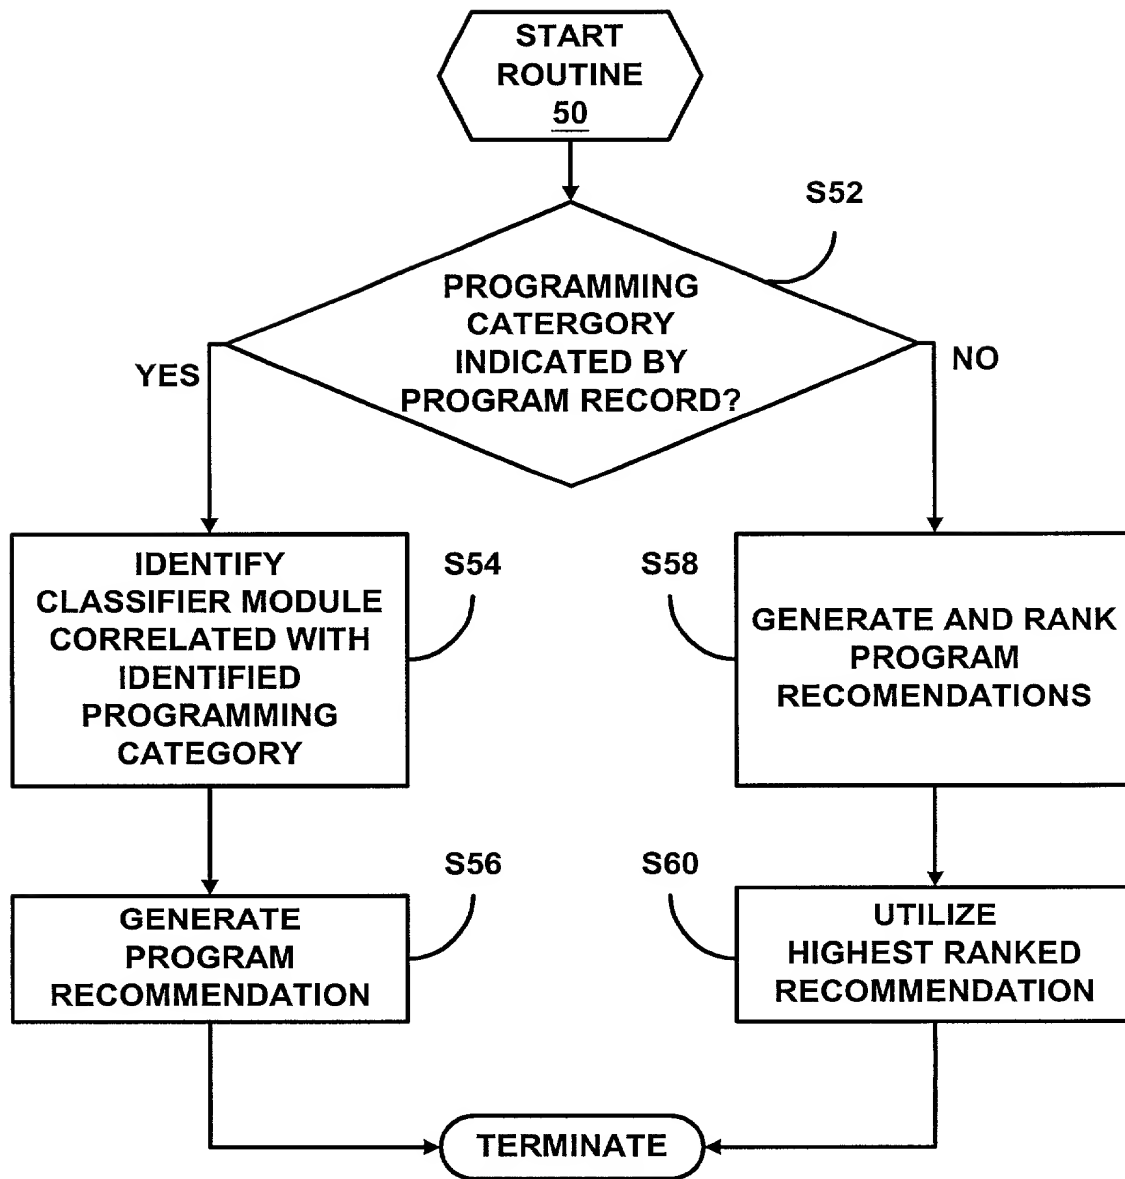 START
ROUTINE
50
S52
PROGRAMMING
CATERGORY
INDICATED BY
PROGRAM RECORD?
YES
NO
IDENTIFY
CLASSIFIER MODULE
CORRELATED WITH
IDENTIFIED
PROGRAMMING
CATEGORY
S54
S58
GENERATE AND RANK
PROGRAM
RECOMENDATIONS
GENERATE
PROGRAM
RECOMMENDATION
S56
S60
UTILIZE
HIGHEST RANKED
RECOMMENDATION
TERMINATE